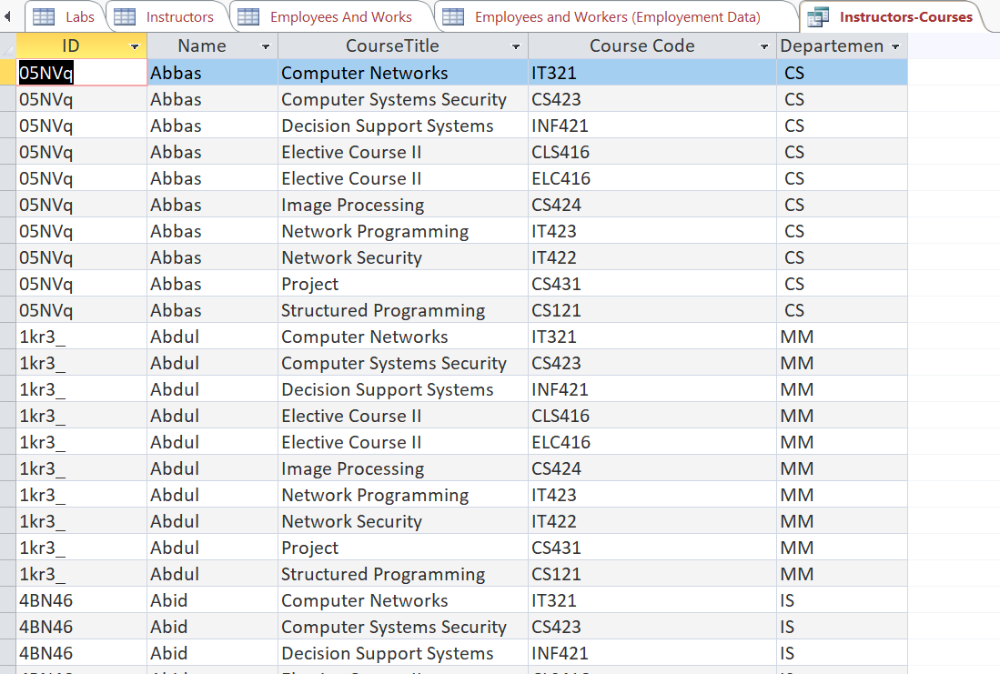 Labs Instructors Employees And Works Employees and Workers (Employement Data) Instructors-Courses
ID Name CourseTitle Course Code Departemen
05NVq Abbas Computer Networks IT321 CS
05NVq Abbas Computer Systems Security CS423 CS
05NVq Abbas Decision Support Systems INF421 CS
05NVq Abbas Elective Course II CLS416 CS
05NVq Abbas Elective Course II ELC416 CS
05NVq Abbas Image Processing CS424 CS
05NVq Abbas Network Programming IT423 CS
05NVq Abbas Network Security IT422 CS
05NVq Abbas Project CS431 CS
05NVq Abbas Structured Programming CS121 CS
1kr3_ Abdul Computer Networks IT321 MM
1kr3_ Abdul Computer Systems Security CS423 MM
1kr3_ Abdul Decision Support Systems INF421 MM
1kr3_ Abdul Elective Course II CLS416 MM
1kr3_ Abdul Elective Course II ELC416 MM
1kr3_ Abdul Image Processing CS424 MM
1kr3_ Abdul Network Programming IT423 MM
1kr3_ Abdul Network Security IT422 MM
1kr3_ Abdul Project CS431 MM
1kr3_ Abdul Structured Programming CS121 MM
4BN46 Abid Computer Networks IT321 IS
4BN46 Abid Computer Systems Security CS423 IS
4BN46 Abid Decision Support Systems INF421 IS